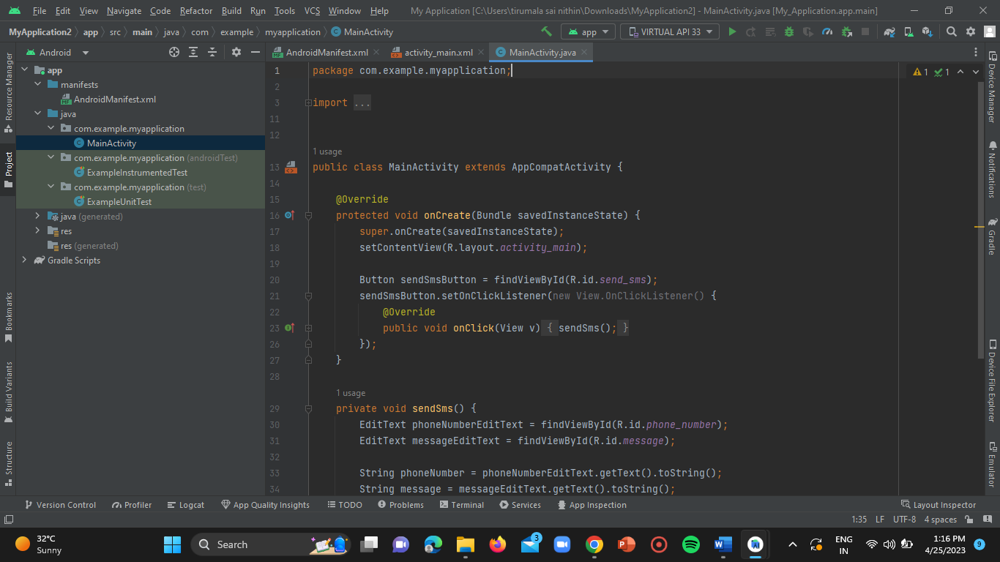 File Edit View Navigate Code Refactor Build Run Tools VCS Window Help My Application [C:\Users\tirumala sai nithin\Downloads\MyApplication2] - MainActivity.java [My_Application.app.main]
MyApplication2 app src main java com example myapplication MainActivity app VIRTUAL API 33
Android
AndroidManifest.xml activity_main.xml MainActivity.java
Resource Manager
Project
Bookmarks
Build Variants
Structure
app
manifests
AndroidManifest.xml
java
com.example.myapplication
MainActivity
com.example.myapplication (androidTest)
ExampleInstrumentedTest
com.example.myapplication (test)
ExampleUnitTest
java (generated)
res
res (generated)
Gradle Scripts
1 package com.example.myapplication;
2
3 import ...
11
12
1 usage
13 public class MainActivity extends AppCompatActivity {
14
15 @Override
16 protected void onCreate(Bundle savedInstanceState) {
17 super.onCreate(savedInstanceState);
18 setContentView(R.layout.activity_main);
19
20 Button sendSmsButton = findViewById(R.id.send_sms);
21 sendSmsButton.setOnClickListener(new View.OnClickListener() {
22 @Override
23 public void onClick(View v) { sendSms(); }
26 });
27 }
28
1 usage
29 private void sendSms() {
30 EditText phoneNumberEditText = findViewById(R.id.phone_number);
31 EditText messageEditText = findViewById(R.id.message);
32
33 String phoneNumber = phoneNumberEditText.getText().toString();
34 String message = messageEditText.getText().toString();
1 1
Device Manager
Notifications
Gradle
Device File Explorer
Emulator
Version Control Profiler Logcat App Quality Insights TODO Problems Terminal Services App Inspection Layout Inspector
1:35 LF UTF-8 4 spaces
32°C
Sunny
Search
3
ENG
IN
1:16 PM
4/25/2023
9